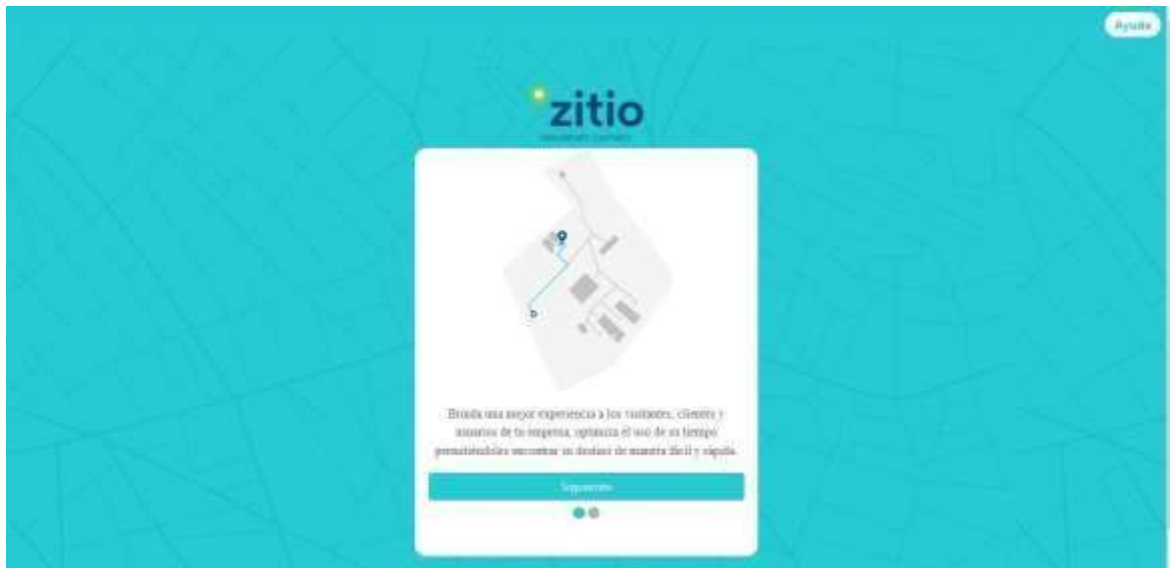 Ayuda
zitio
Brinda una mejor experiencia a los visitantes, clientes y
usuarios de tu empresa, optimiza el uso de su tiempo
permitiéndoles encontrar su destino de manera fácil y rápida.
Siguiente